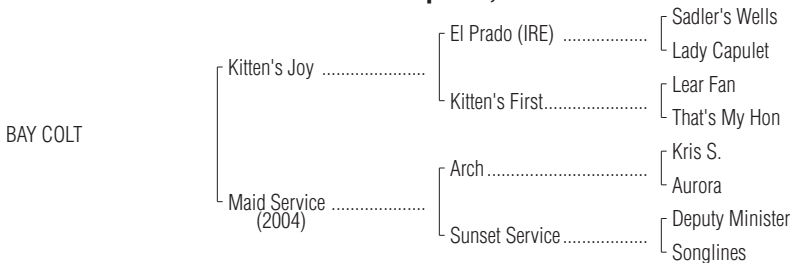 Sadler's Wells
El Prado (IRE) ..................
Lady Capulet
Kitten's Joy ......................
Lear Fan
Kitten's First......................
That's My Hon
BAY COLT
Kris S.
Arch..................................
Aurora
Maid Service ....................
(2004)
Deputy Minister
Sunset Service..................
Songlines